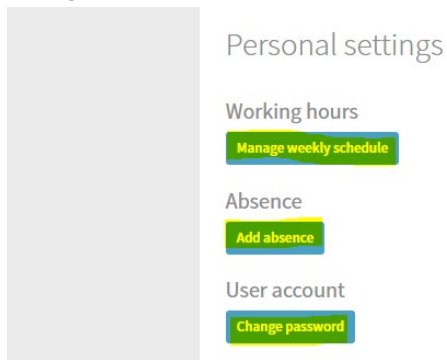 Personal settings
Working hours
Manage weekly schedule
Absence
Add absence
User account
Change password